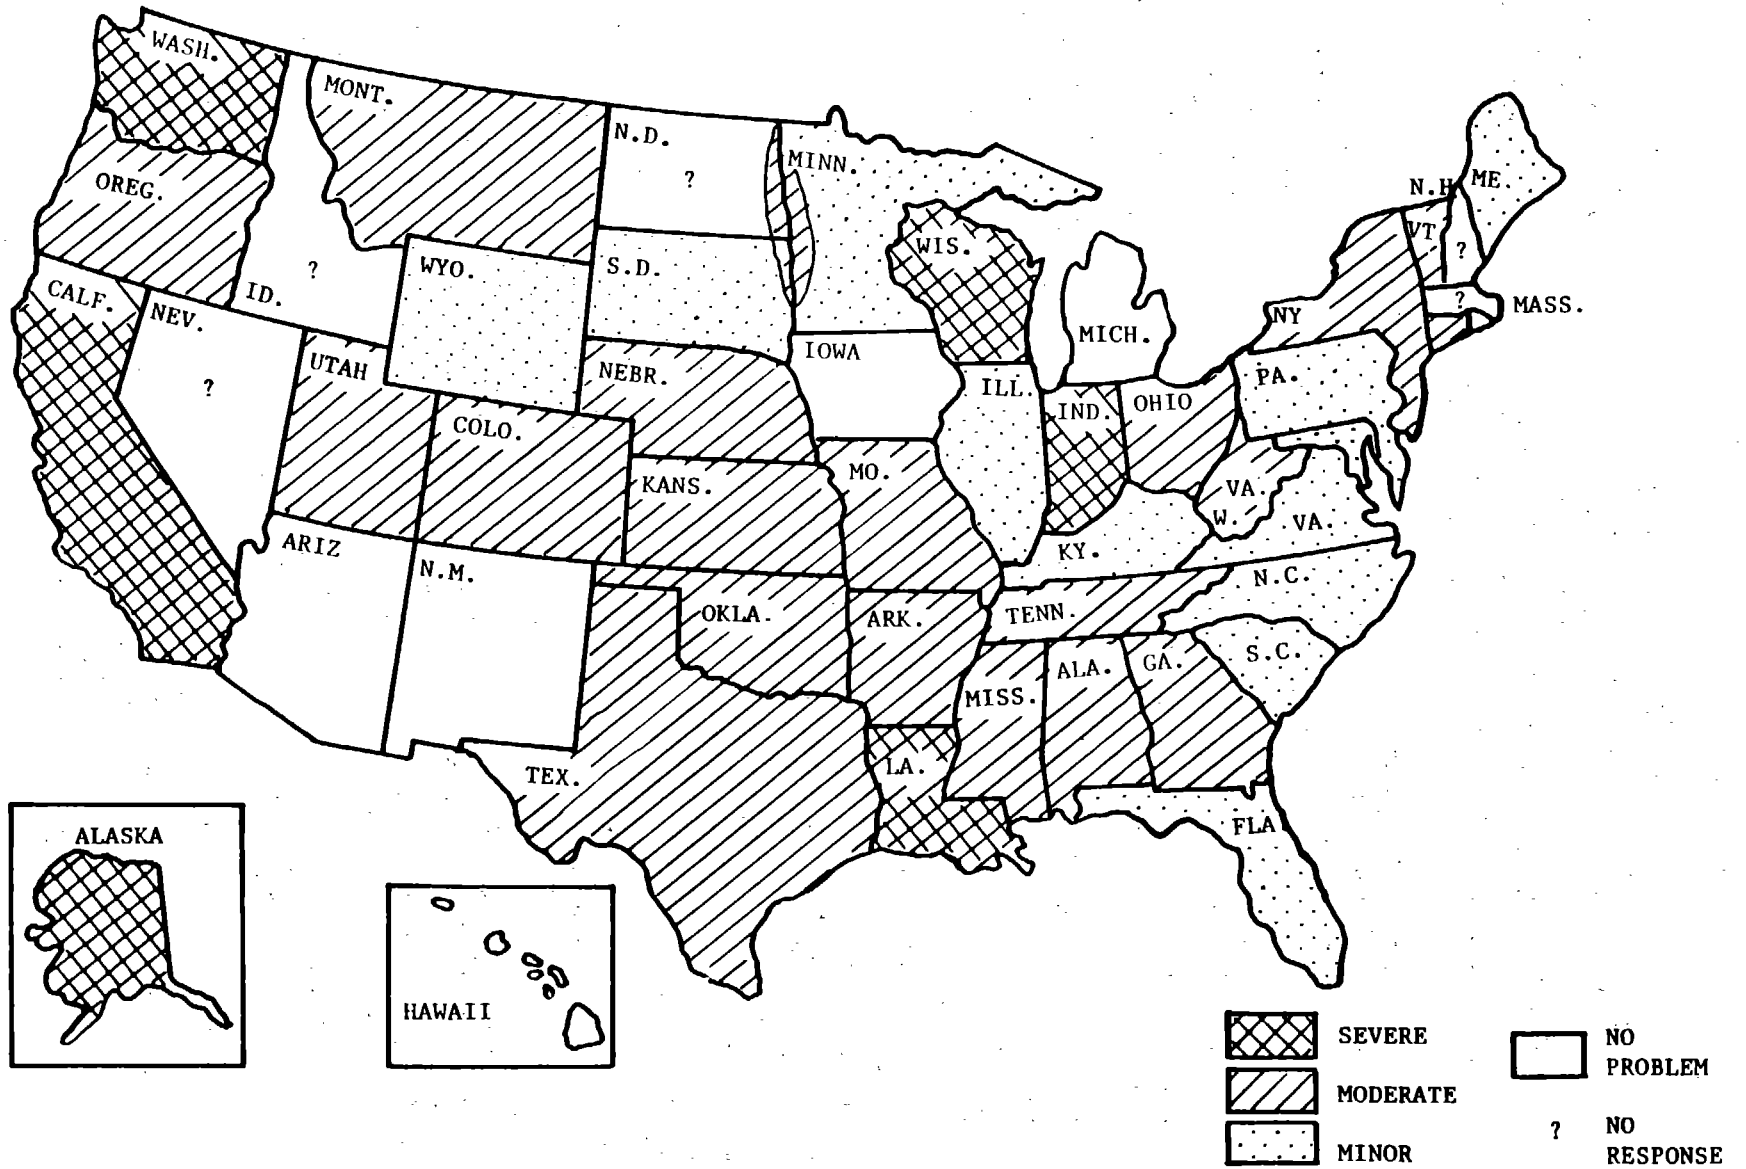 WASH.
MONT.
N.D.
?
MINN.
OREG.
N.H
ME.
VT
?
WIS.
?
WYO.
S.D.
CALF.
ID.
NEV.
?
MASS.
NY
MICH.
IOWA
UTAH
NEBR.
?
PA.
ILL.
IND.
OHIO
COLO.
MO.
KANS.
VA.
W.
VA.
ARIZ
N.M.
KY.
N.C.
OKLA.
ARK.
TENN.
S.C.
MISS.
ALA.
GA.
TEX.
LA.
FLA
ALASKA
HAWAII
SEVERE
MODERATE
MINOR
NO
PROBLEM
?
NO
RESPONSE